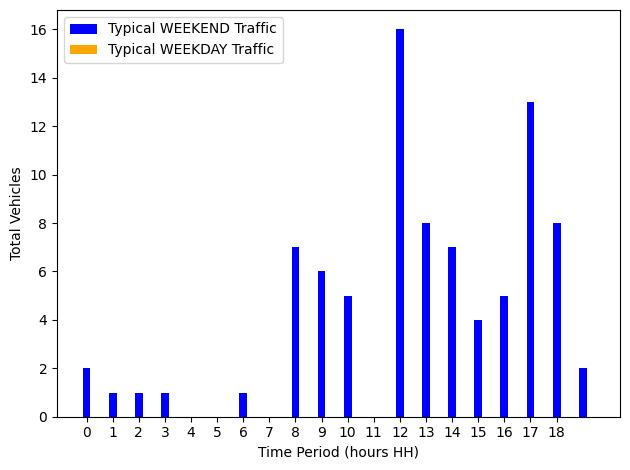 Typical WEEKEND Traffic
Typical WEEKDAY Traffic
16
14
12
10
8
6
4
2
0
Total Vehicles
0 1 2 3 4 5 6 7 8 9 10 11 12 13 14 15 16 17 18
Time Period (hours HH)